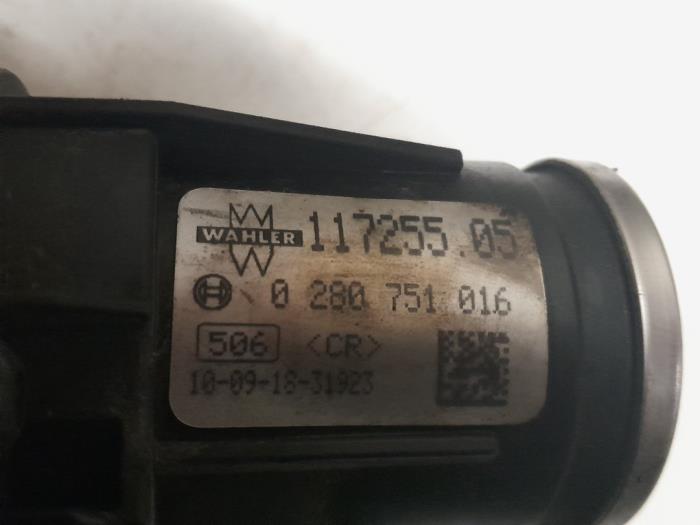 WAHLER 117255.05
0 280 751 016
506 <CR>
10-09-18-31923